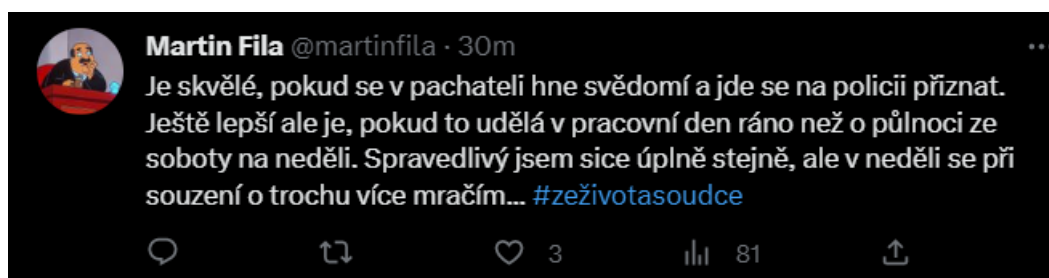 Martin Fila @martinfila · 30m
Je skvělé, pokud se v pachateli hne svědomí a jde se na policii přiznat.
Ještě lepší ale je, pokud to udělá v pracovní den ráno než o půlnoci ze
soboty na neděli. Spravedlivý jsem sice úplně stejně, ale v neděli se při
souzení o trochu více mračím... #zeživotasoudce
3 81